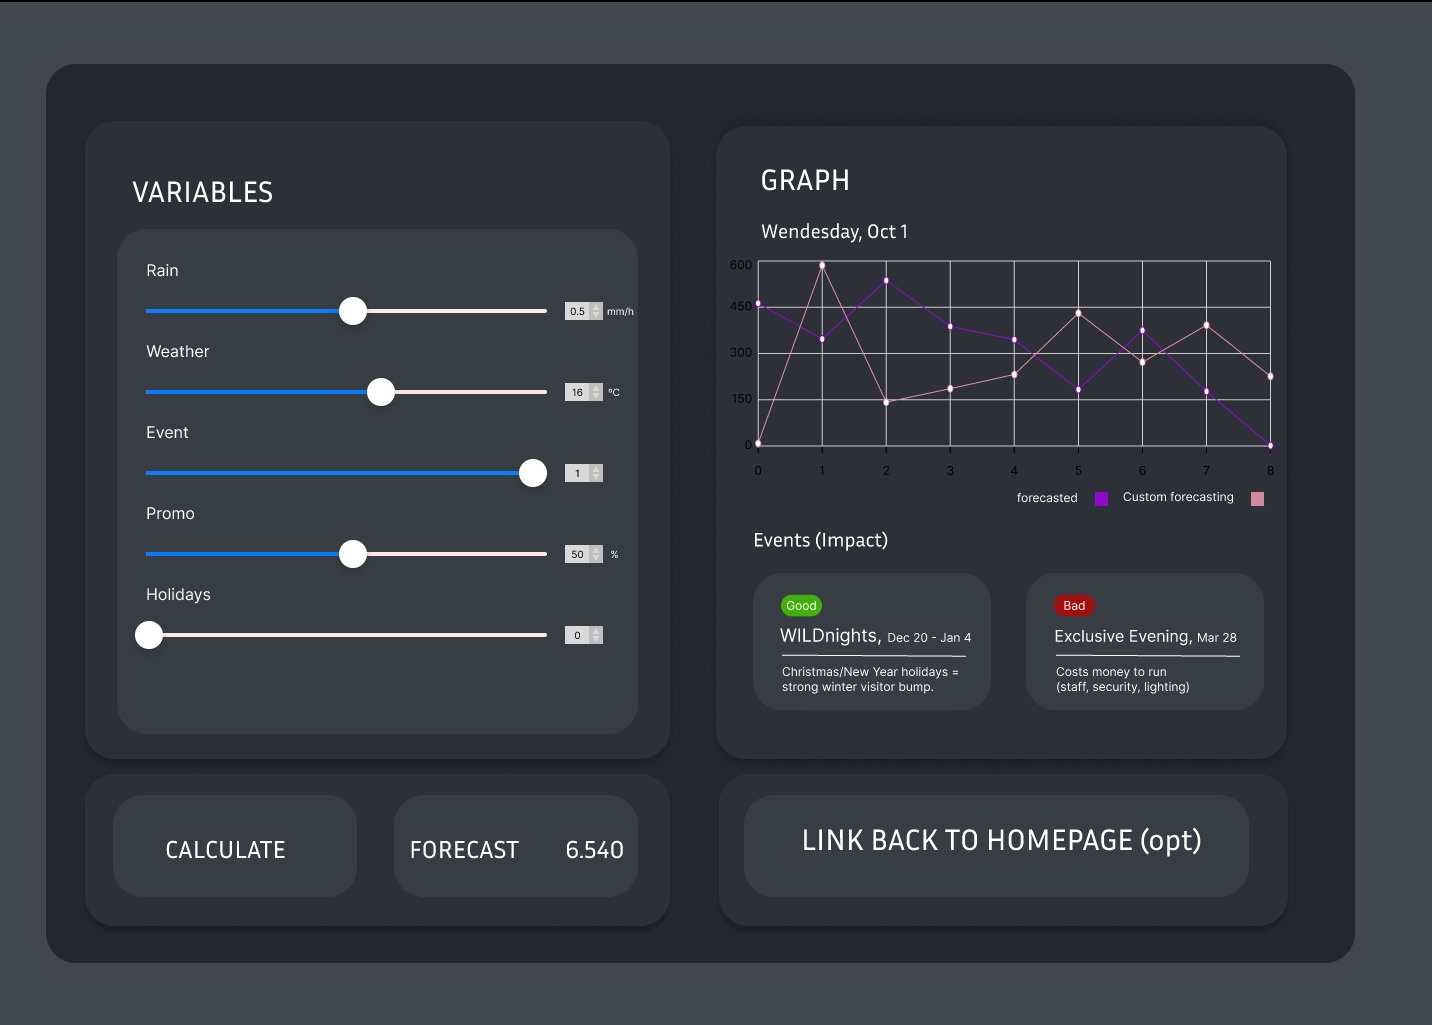 VARIABLES
Rain
0.5 mm/h
Weather
16 °C
Event
1
Promo
50 %
Holidays
0
GRAPH
Wendesday, Oct 1
600
450
300
150
0
0 1 2 3 4 5 6 7 8
forecasted Custom forecasting
Events (Impact)
Good
WILDnights, Dec 20 - Jan 4
Christmas/New Year holidays =
strong winter visitor bump.
Bad
Exclusive Evening, Mar 28
Costs money to run
(staff, security, lighting)
CALCULATE
FORECAST 6.540
LINK BACK TO HOMEPAGE (opt)